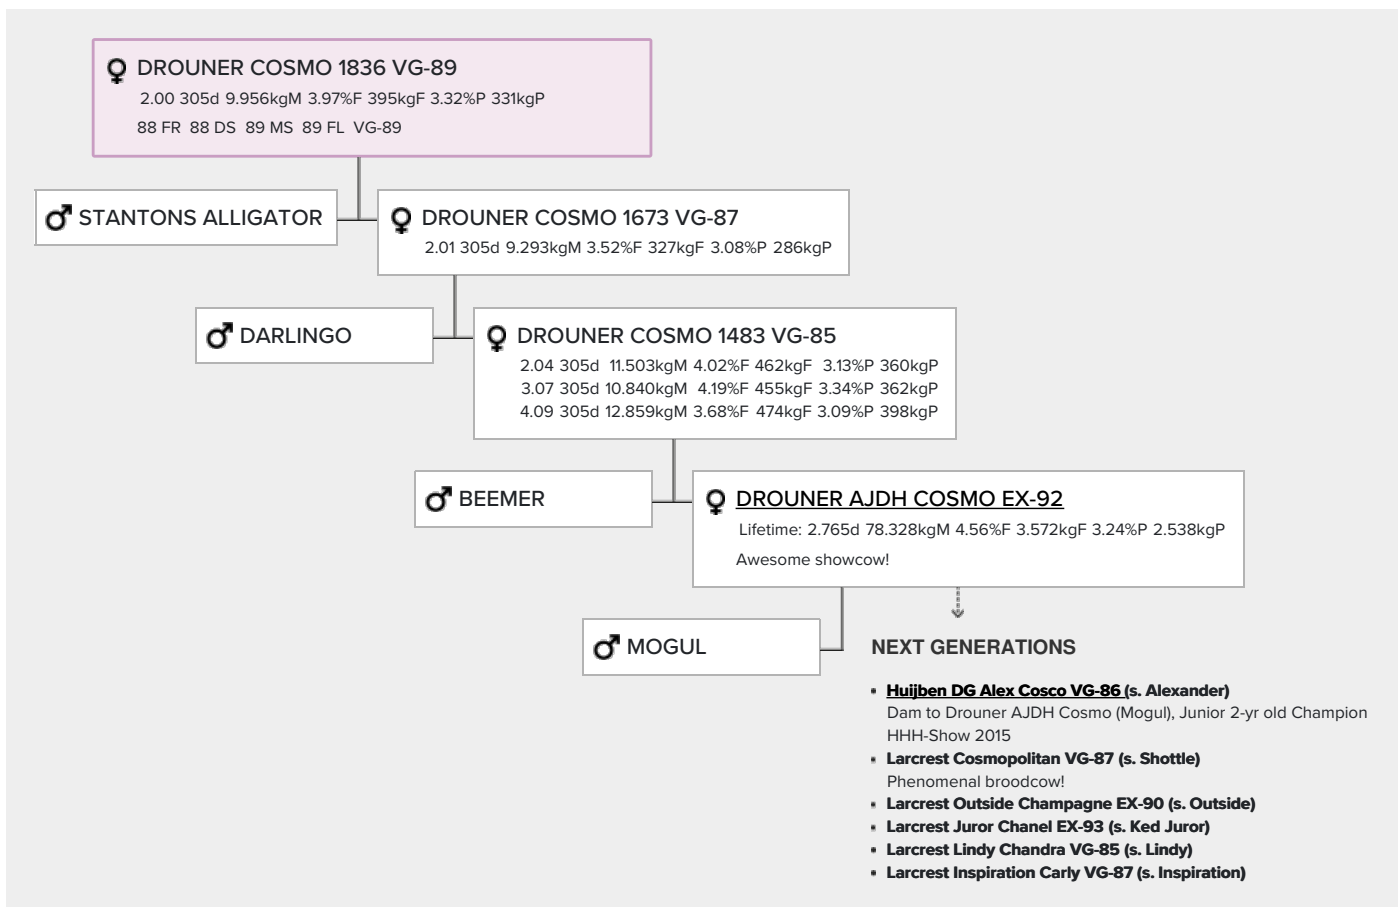 DROUNER COSMO 1836 VG-89
2.00 305d 9.956kgM 3.97%F 395kgF 3.32%P 331kgP
88 FR 88 DS 89 MS 89 FL VG-89
STANTONS ALLIGATOR
DROUNER COSMO 1673 VG-87
2.01 305d 9.293kgM 3.52%F 327kgF 3.08%P 286kgP
DARLINGO
DROUNER COSMO 1483 VG-85
2.04 305d 11.503kgM 4.02%F 462kgF 3.13%P 360kgP
3.07 305d 10.840kgM 4.19%F 455kgF 3.34%P 362kgP
4.09 305d 12.859kgM 3.68%F 474kgF 3.09%P 398kgP
BEEMER
DROUNER AJDH COSMO EX-92
Lifetime: 2.765d 78.328kgM 4.56%F 3.572kgF 3.24%P 2.538kgP
Awesome showcow!
MOGUL
NEXT GENERATIONS
Huijben DG Alex Cosco VG-86 (s. Alexander)
Dam to Drouner AJDH Cosmo (Mogul), Junior 2-yr old Champion
HHH-Show 2015
Larcrest Cosmopolitan VG-87 (s. Shottle)
Phenomenal broodcow!
Larcrest Outside Champagne EX-90 (s. Outside)
Larcrest Juror Chanel EX-93 (s. Ked Juror)
Larcrest Lindy Chandra VG-85 (s. Lindy)
Larcrest Inspiration Carly VG-87 (s. Inspiration)